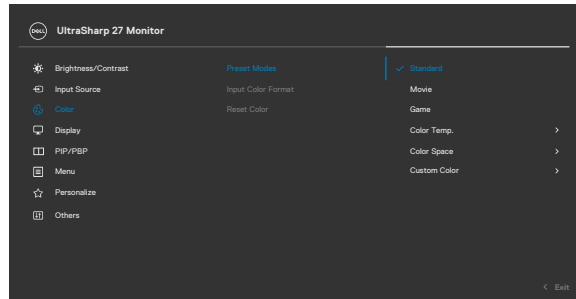 DELL UltraSharp 27 Monitor
Brightness/Contrast Preset Modes Standard
Input Source Input Color Format Movie
Color Reset Color Game
Display Color Temp.
PIP/PBP Color Space
Menu Custom Color
Personalize
Others
Exit